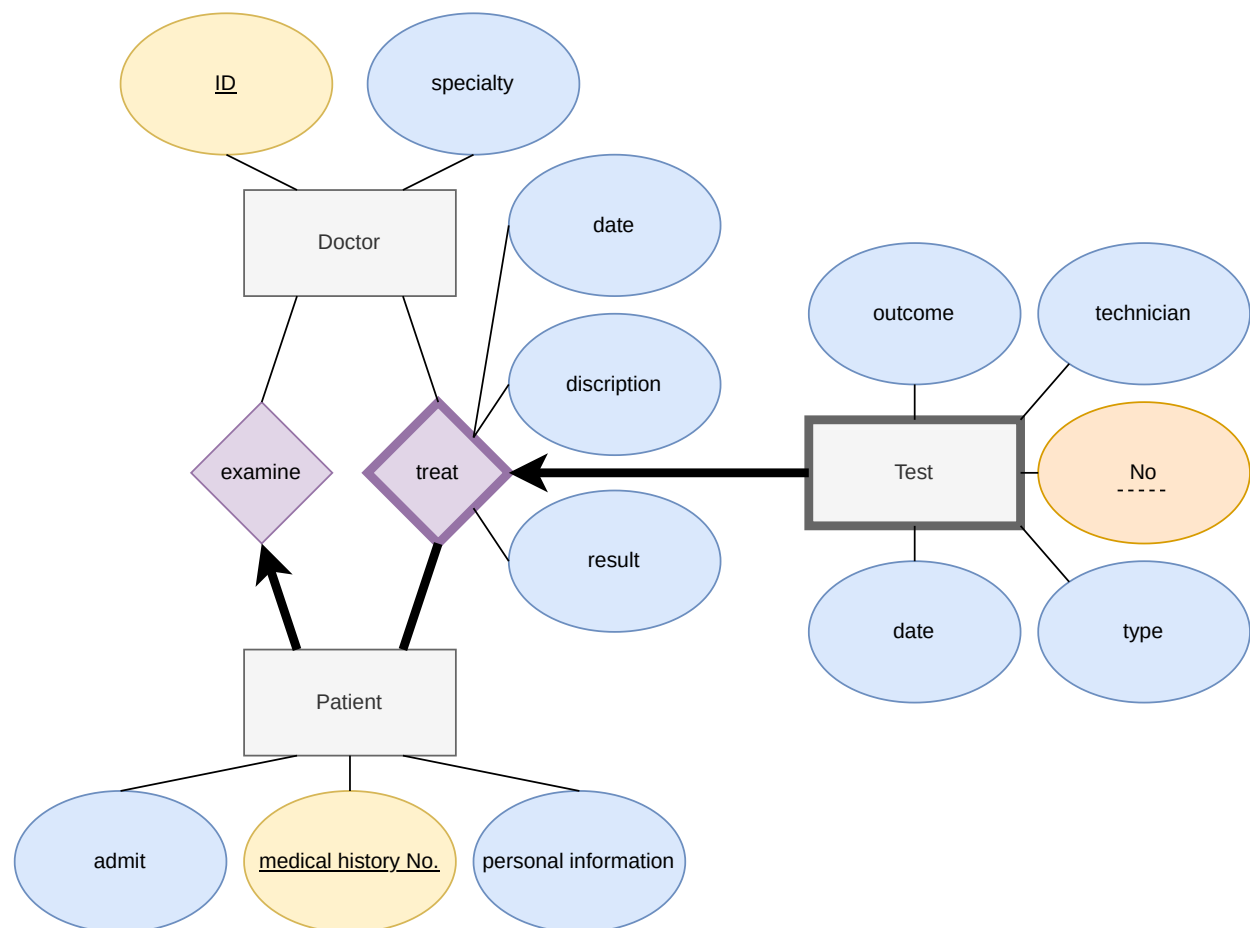 ID
specialty
Doctor
date
discription
outcome
technician
examine
treat
Test
No
result
date
type
Patient
admit
medical history No.
personal information